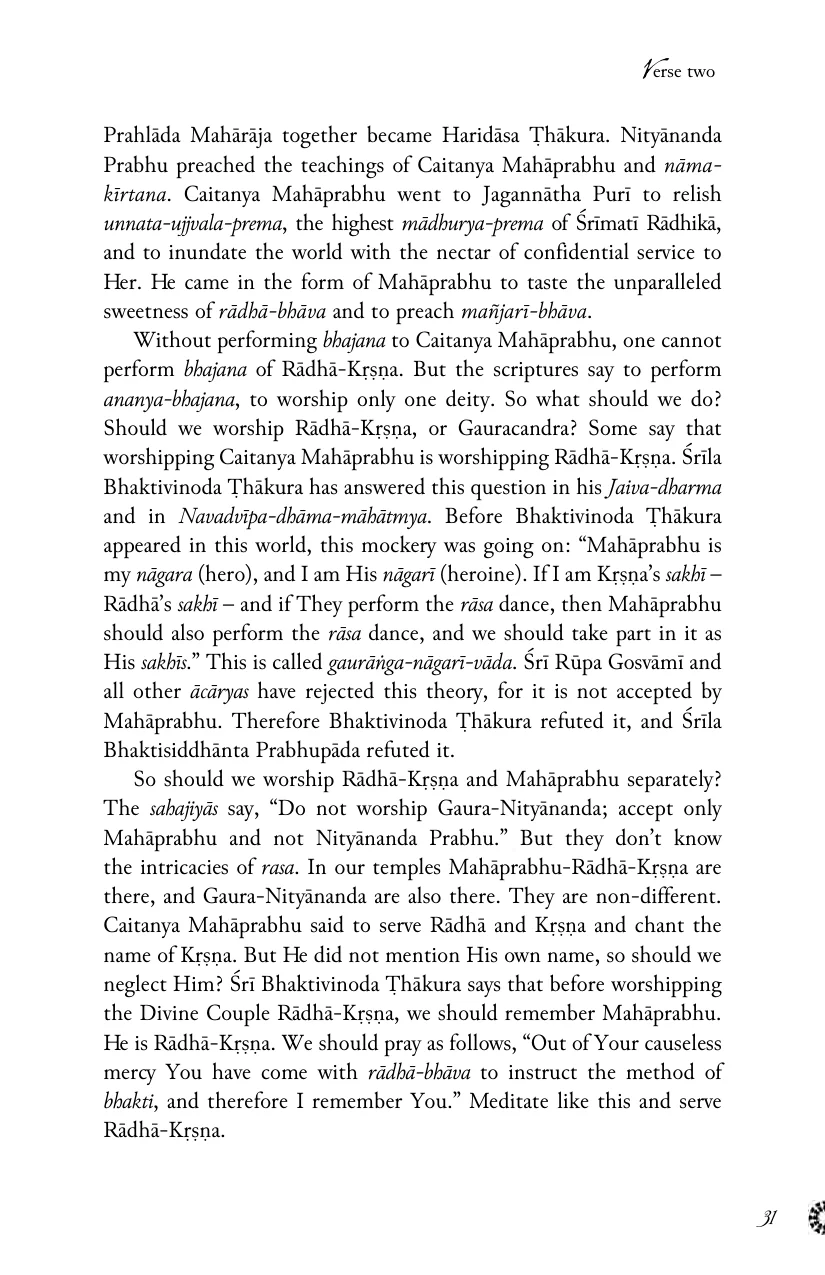 Verse two
Prahlāda Mahārāja together became Haridāsa Ṭhākura. Nityānanda
Prabhu preached the teachings of Caitanya Mahāprabhu and nāma-
kīrtana. Caitanya Mahāprabhu went to Jagannātha Purī to relish
unnata-ujjvala-prema, the highest mādhurya-prema of Śrīmatī Rādhikā,
and to inundate the world with the nectar of confidential service to
Her. He came in the form of Mahāprabhu to taste the unparalleled
sweetness of rādhā-bhāva and to preach mañjarī-bhāva.
Without performing bhajana to Caitanya Mahāprabhu, one cannot
perform bhajana of Rādhā-Kṛṣṇa. But the scriptures say to perform
ananya-bhajana, to worship only one deity. So what should we do?
Should we worship Rādhā-Kṛṣṇa, or Gauracandra? Some say that
worshipping Caitanya Mahāprabhu is worshipping Rādhā-Kṛṣṇa. Śrīla
Bhaktivinoda Ṭhākura has answered this question in his Jaiva-dharma
and in Navadvīpa-dhāma-māhātmya. Before Bhaktivinoda Ṭhākura
appeared in this world, this mockery was going on: “Mahāprabhu is
my nāgara (hero), and I am His nāgarī (heroine). If I am Kṛṣṇa’s sakhī –
Rādhā’s sakhī – and if They perform the rāsa dance, then Mahāprabhu
should also perform the rāsa dance, and we should take part in it as
His sakhīs.” This is called gaurāṅga-nāgarī-vāda. Śrī Rūpa Gosvāmī and
all other ācāryas have rejected this theory, for it is not accepted by
Mahāprabhu. Therefore Bhaktivinoda Ṭhākura refuted it, and Śrīla
Bhaktisiddhānta Prabhupāda refuted it.
So should we worship Rādhā-Kṛṣṇa and Mahāprabhu separately?
The sahajiyās say, “Do not worship Gaura-Nityānanda; accept only
Mahāprabhu and not Nityānanda Prabhu.” But they don’t know
the intricacies of rasa. In our temples Mahāprabhu-Rādhā-Kṛṣṇa are
there, and Gaura-Nityānanda are also there. They are non-different.
Caitanya Mahāprabhu said to serve Rādhā and Kṛṣṇa and chant the
name of Kṛṣṇa. But He did not mention His own name, so should we
neglect Him? Śrī Bhaktivinoda Ṭhākura says that before worshipping
the Divine Couple Rādhā-Kṛṣṇa, we should remember Mahāprabhu.
He is Rādhā-Kṛṣṇa. We should pray as follows, “Out of Your causeless
mercy You have come with rādhā-bhāva to instruct the method of
bhakti, and therefore I remember You.” Meditate like this and serve
Rādhā-Kṛṣṇa.
31